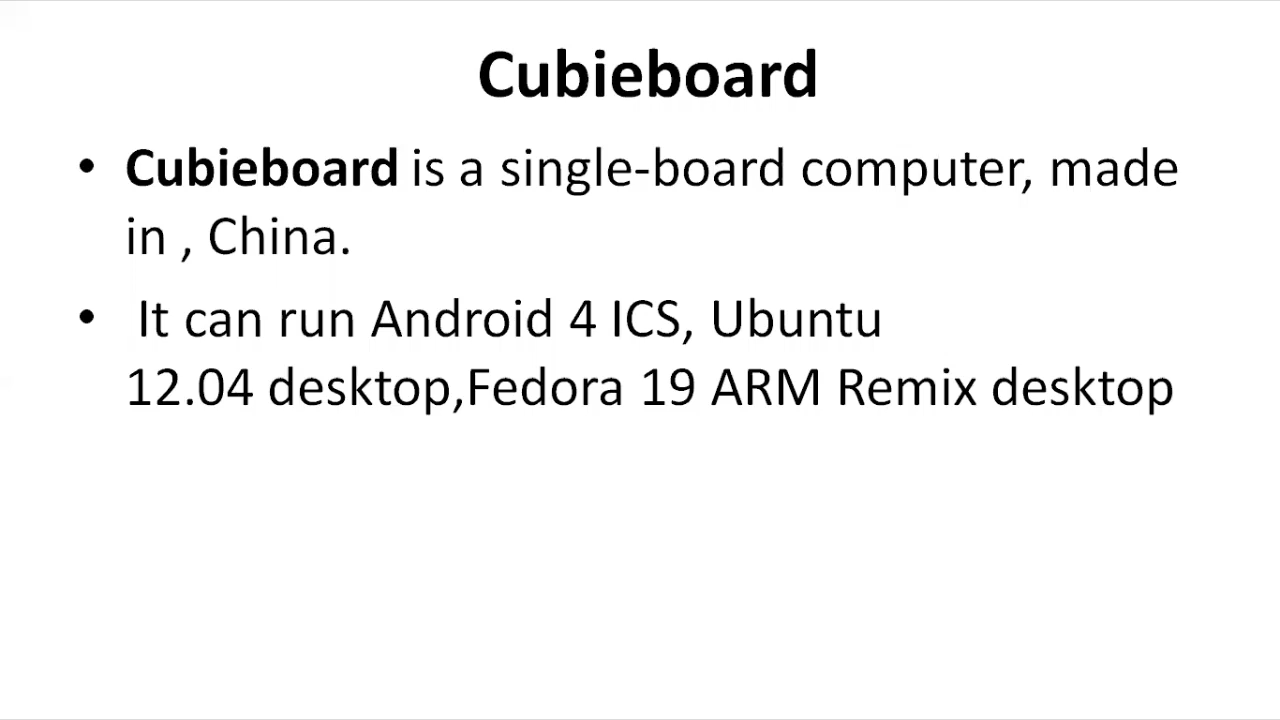 Cubieboard
• Cubieboard is a single-board computer, made
in , China.
• It can run Android 4 ICS, Ubuntu
12.04 desktop,Fedora 19 ARM Remix desktop